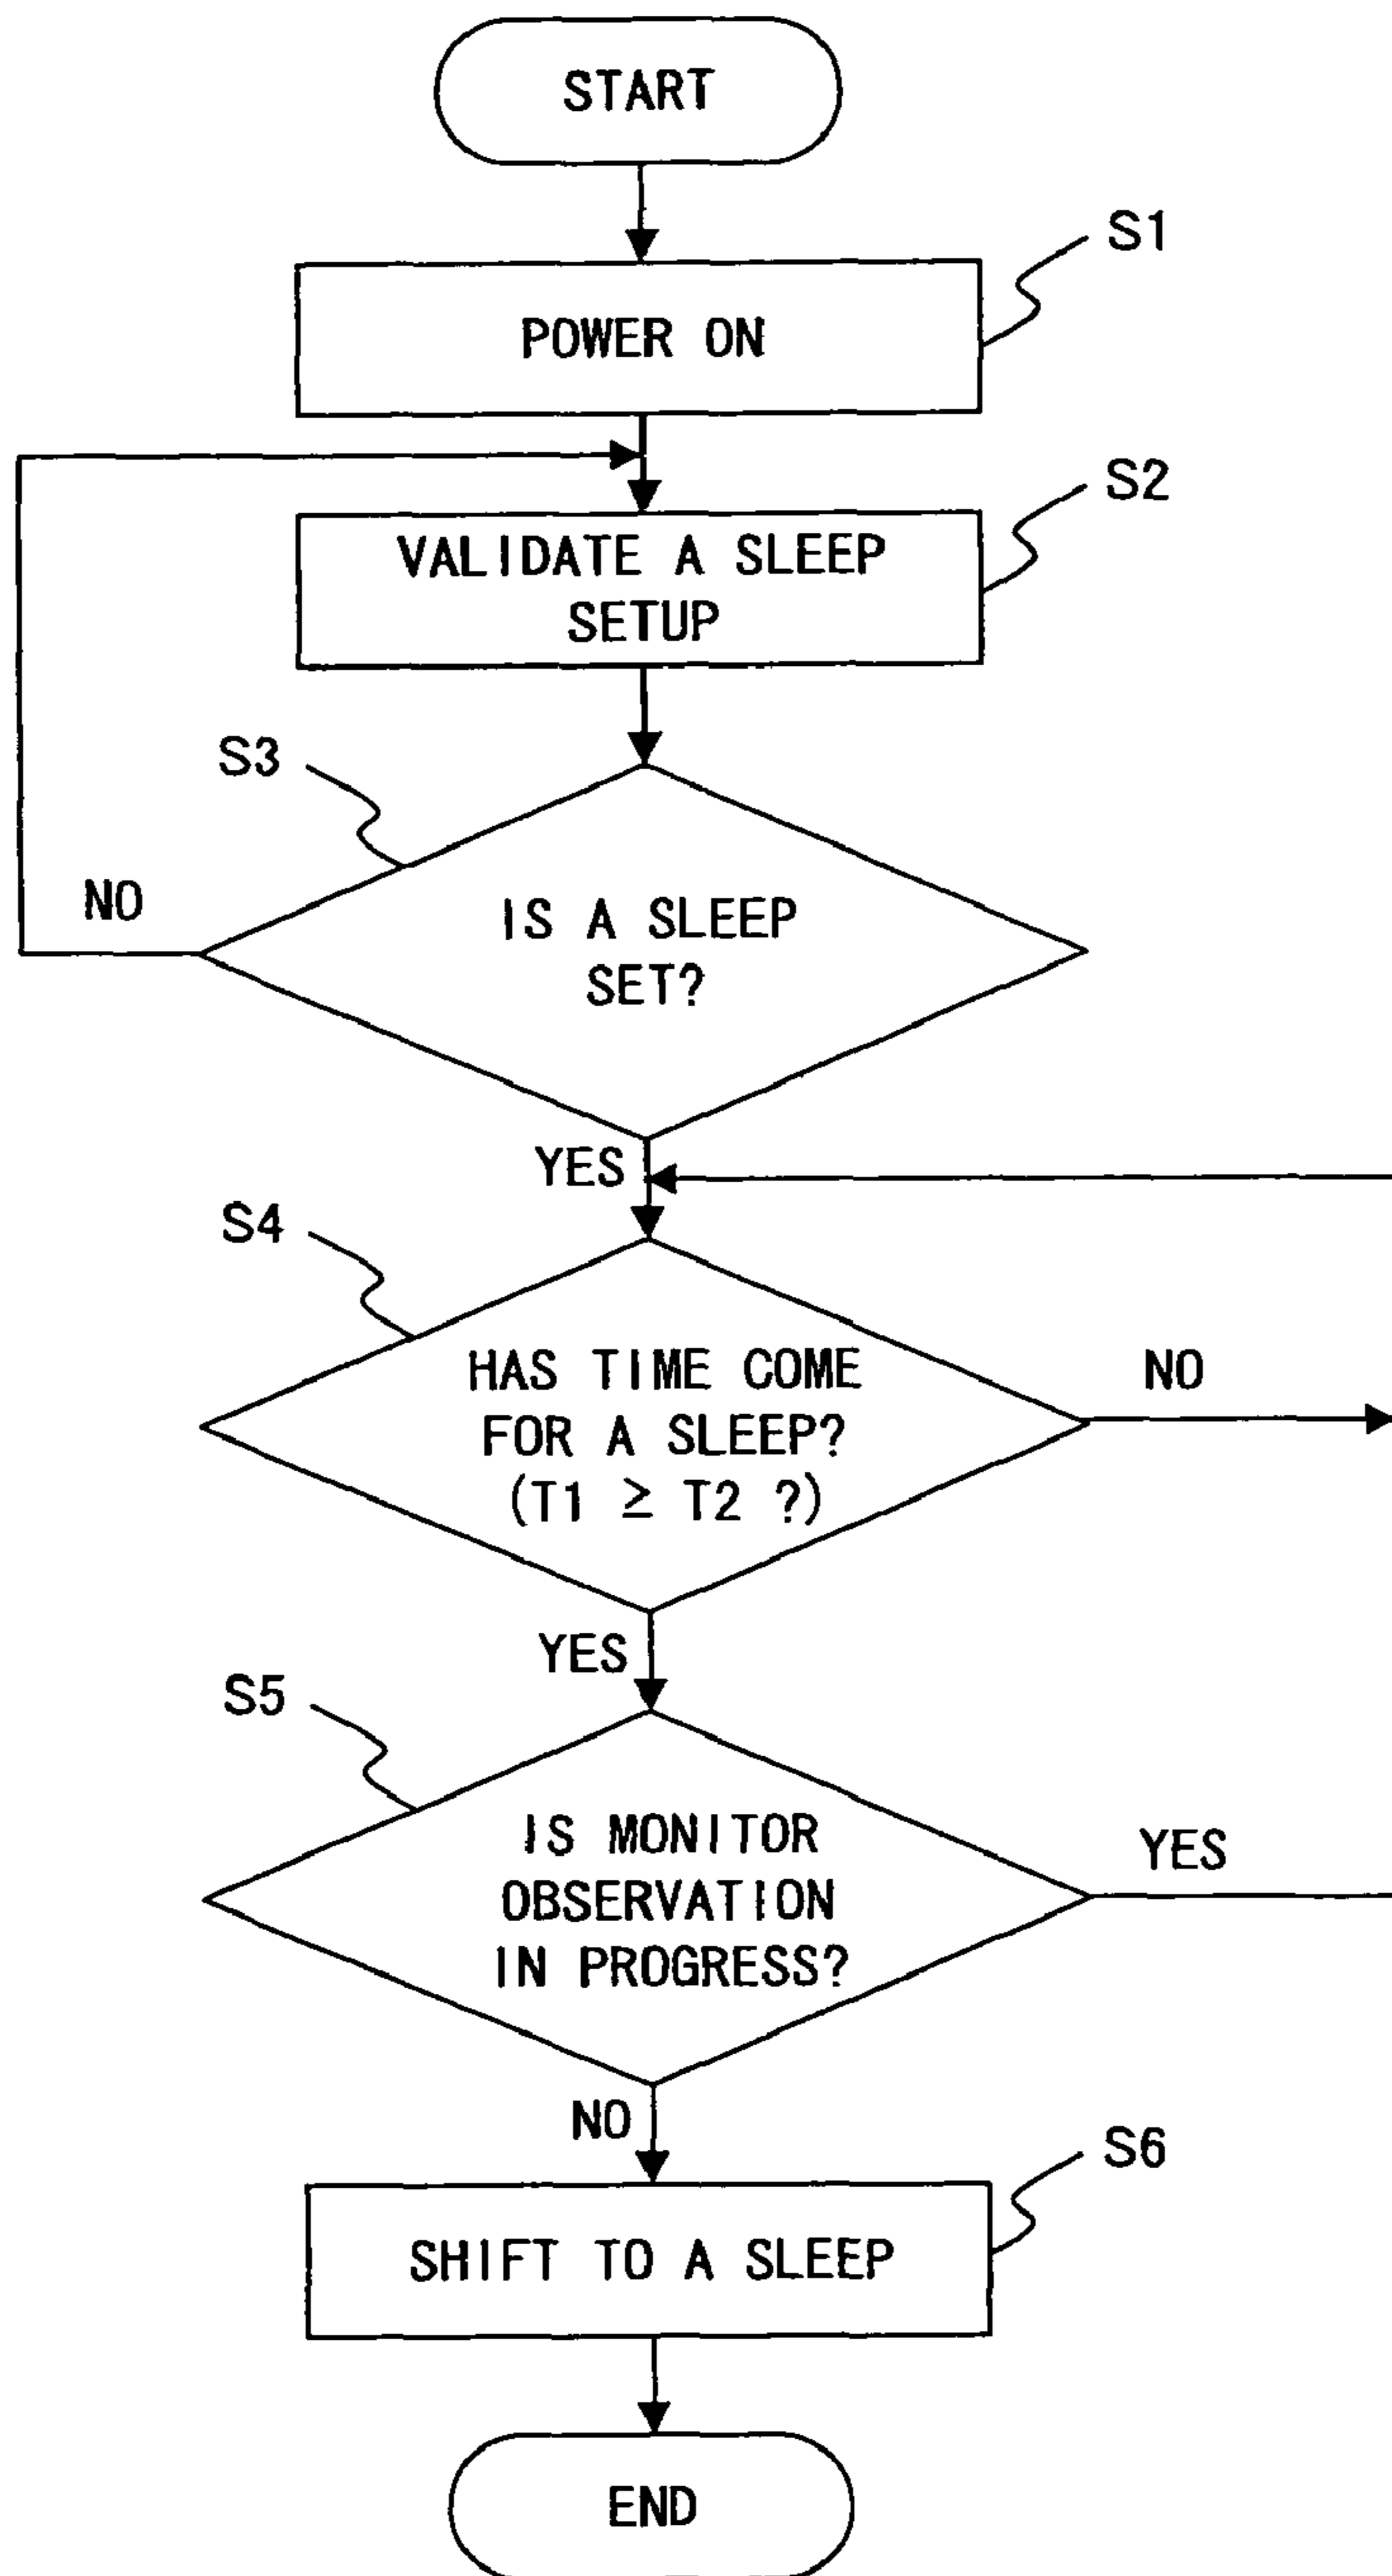 START
S1
POWER ON
S2
VALIDATE A SLEEP
SETUP
S3
NO
IS A SLEEP
SET?
YES
S4
HAS TIME COME
FOR A SLEEP?
(T1 ≥ T2 ?)
NO
YES
S5
IS MONITOR
OBSERVATION
IN PROGRESS?
YES
NO
S6
SHIFT TO A SLEEP
END